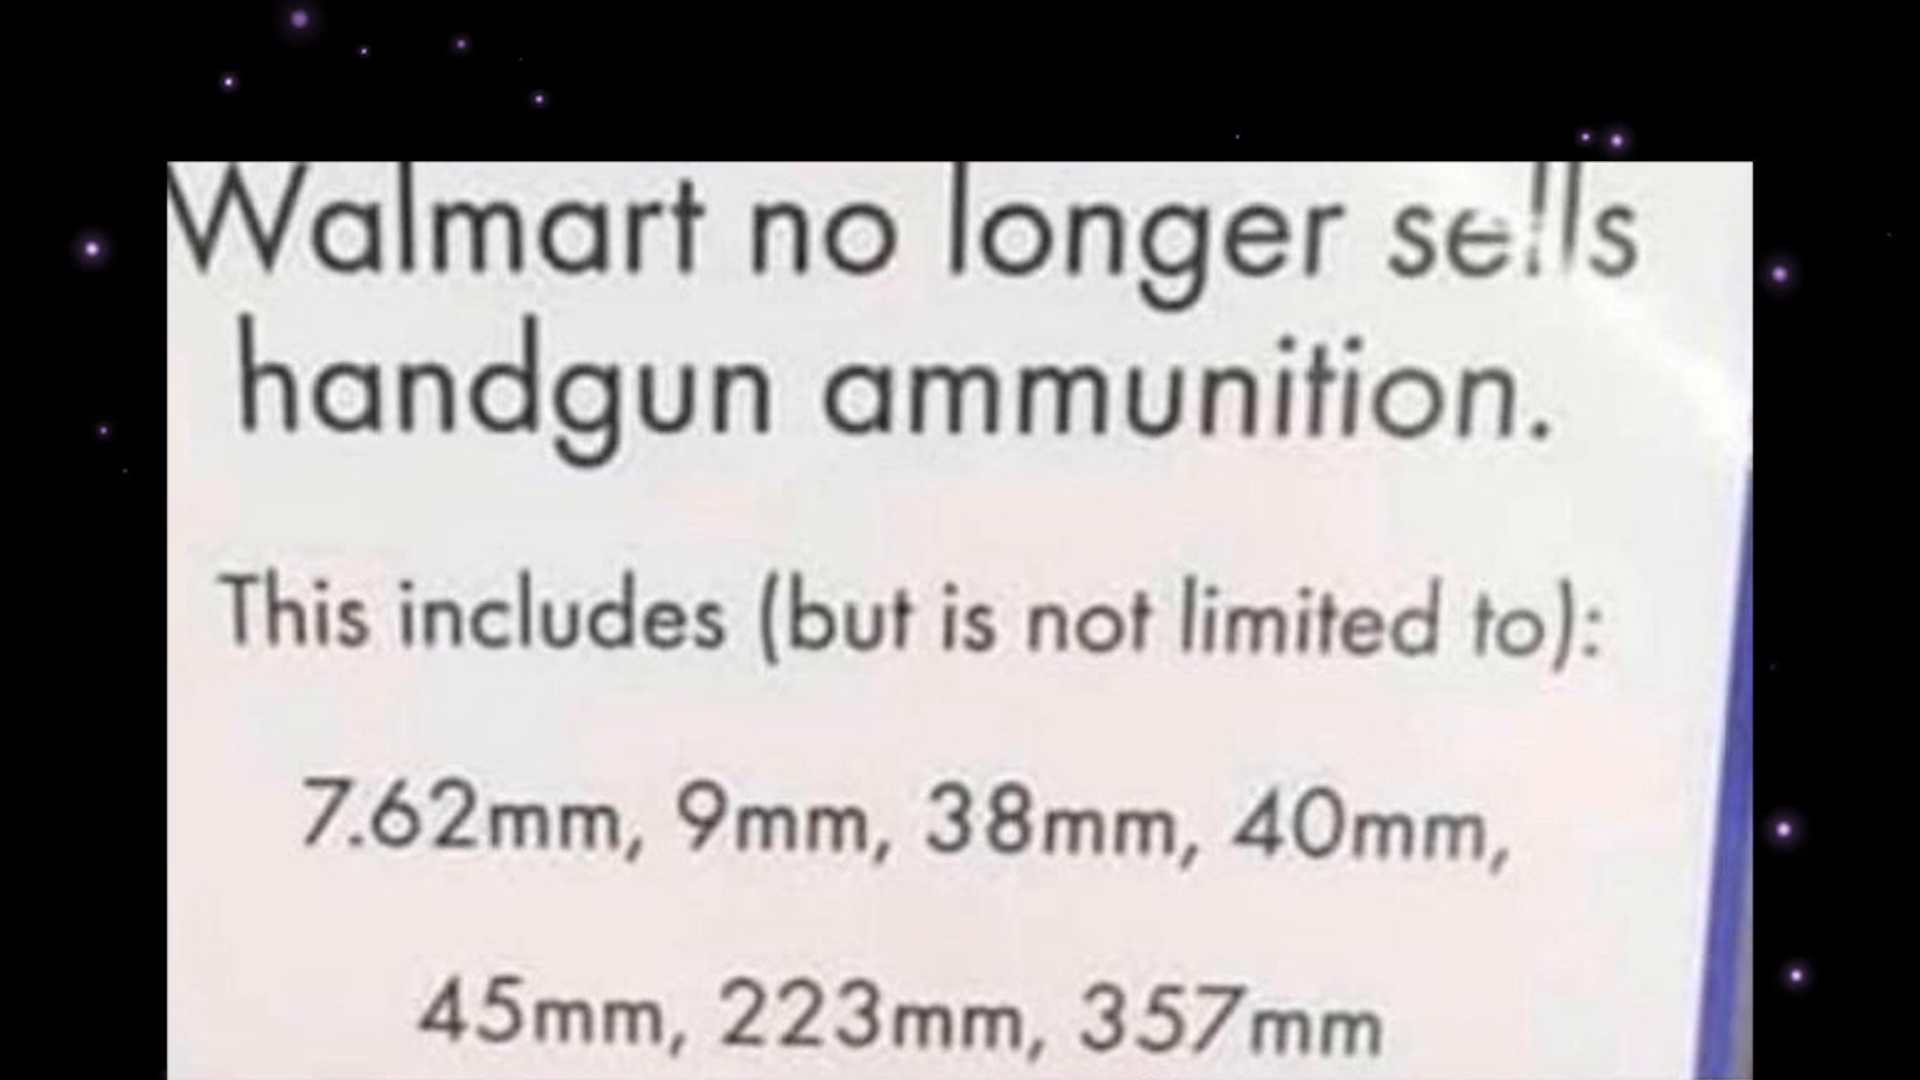 Walmart no longer sells
handgun ammunition.
This includes (but is not limited to):
7.62mm, 9mm, 38mm, 40mm,
45mm, 223mm, 357mm